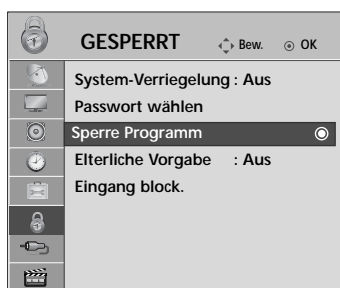 GESPERRT Bew. OK
System-Verriegelung : Aus
Passwort wählen
Sperre Programm
Elterliche Vorgabe : Aus
Eingang block.